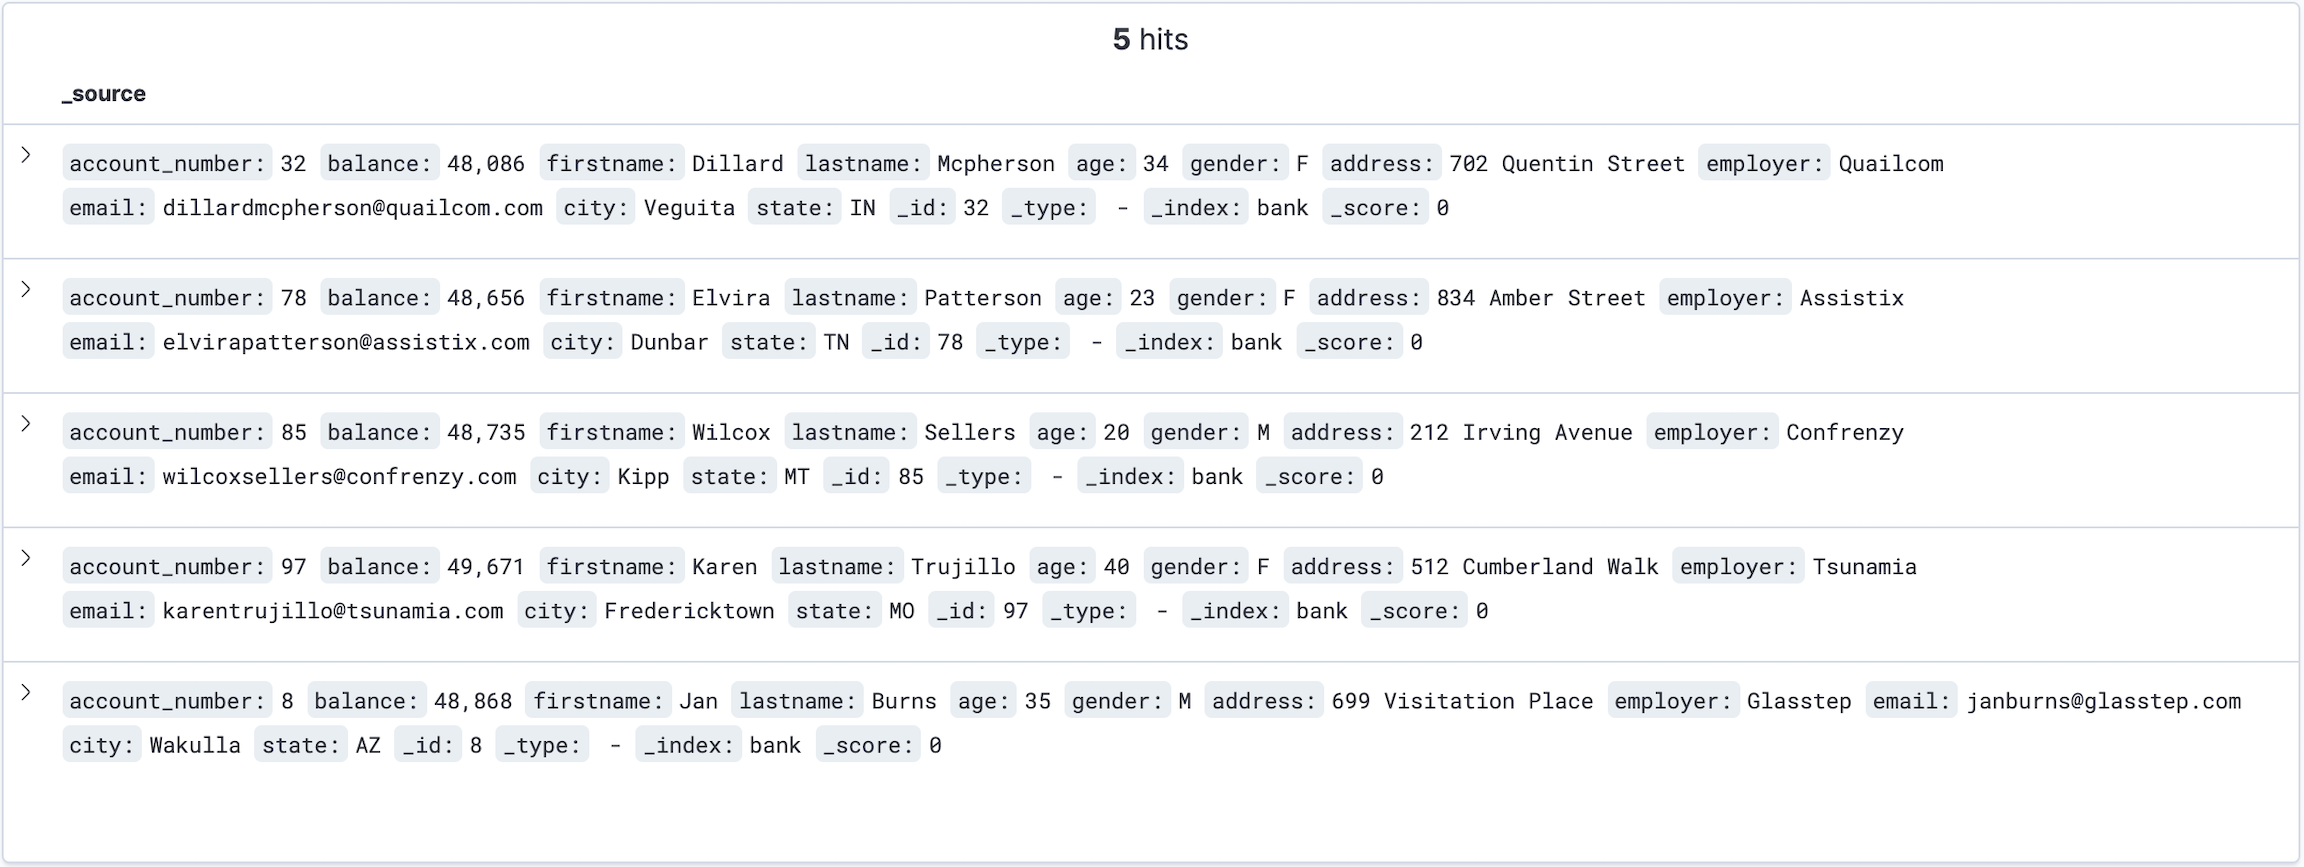 5 hits
_source
account_number: 32 balance: 48,086 firstname: Dillard lastname: Mcpherson age: 34 gender: F address: 702 Quentin Street employer: Quailcom
email: dillardmcpherson@quailcom.com city: Veguita state: IN _id: 32 _type: - _index: bank _score: 0
account_number: 78 balance: 48,656 firstname: Elvira lastname: Patterson age: 23 gender: F address: 834 Amber Street employer: Assistix
email: elvirapatterson@assistix.com city: Dunbar state: TN _id: 78 _type: - _index: bank _score: 0
account_number: 85 balance: 48,735 firstname: Wilcox lastname: Sellers age: 20 gender: M address: 212 Irving Avenue employer: Confrenzy
email: wilcoxsellers@confrenzy.com city: Kipp state: MT _id: 85 _type: - _index: bank _score: 0
account_number: 97 balance: 49,671 firstname: Karen lastname: Trujillo age: 40 gender: F address: 512 Cumberland Walk employer: Tsunamia
email: karentrujillo@tsunamia.com city: Fredericktown state: MO _id: 97 _type: - _index: bank _score: 0
account_number: 8 balance: 48,868 firstname: Jan lastname: Burns age: 35 gender: M address: 699 Visitation Place employer: Glasstep email: janburns@glasstep.com
city: Wakulla state: AZ _id: 8 _type: - _index: bank _score: 0